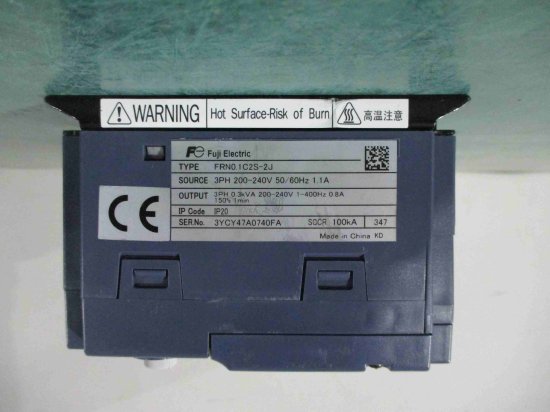 WARNING Hot Surface-Risk of Burn 高温注意
Fe Fuji Electric
TYPE FRN0.1C2S-2J
SOURCE 3PH 200-240V 50/60Hz 1.1A
OUTPUT 3PH 0.3kVA 200-240V 1-400Hz 0.8A
150% 1min
IP Code IP20
SER.No. 3YCY47A0740FA SCCR 100kA 347
Made in China KD
CE